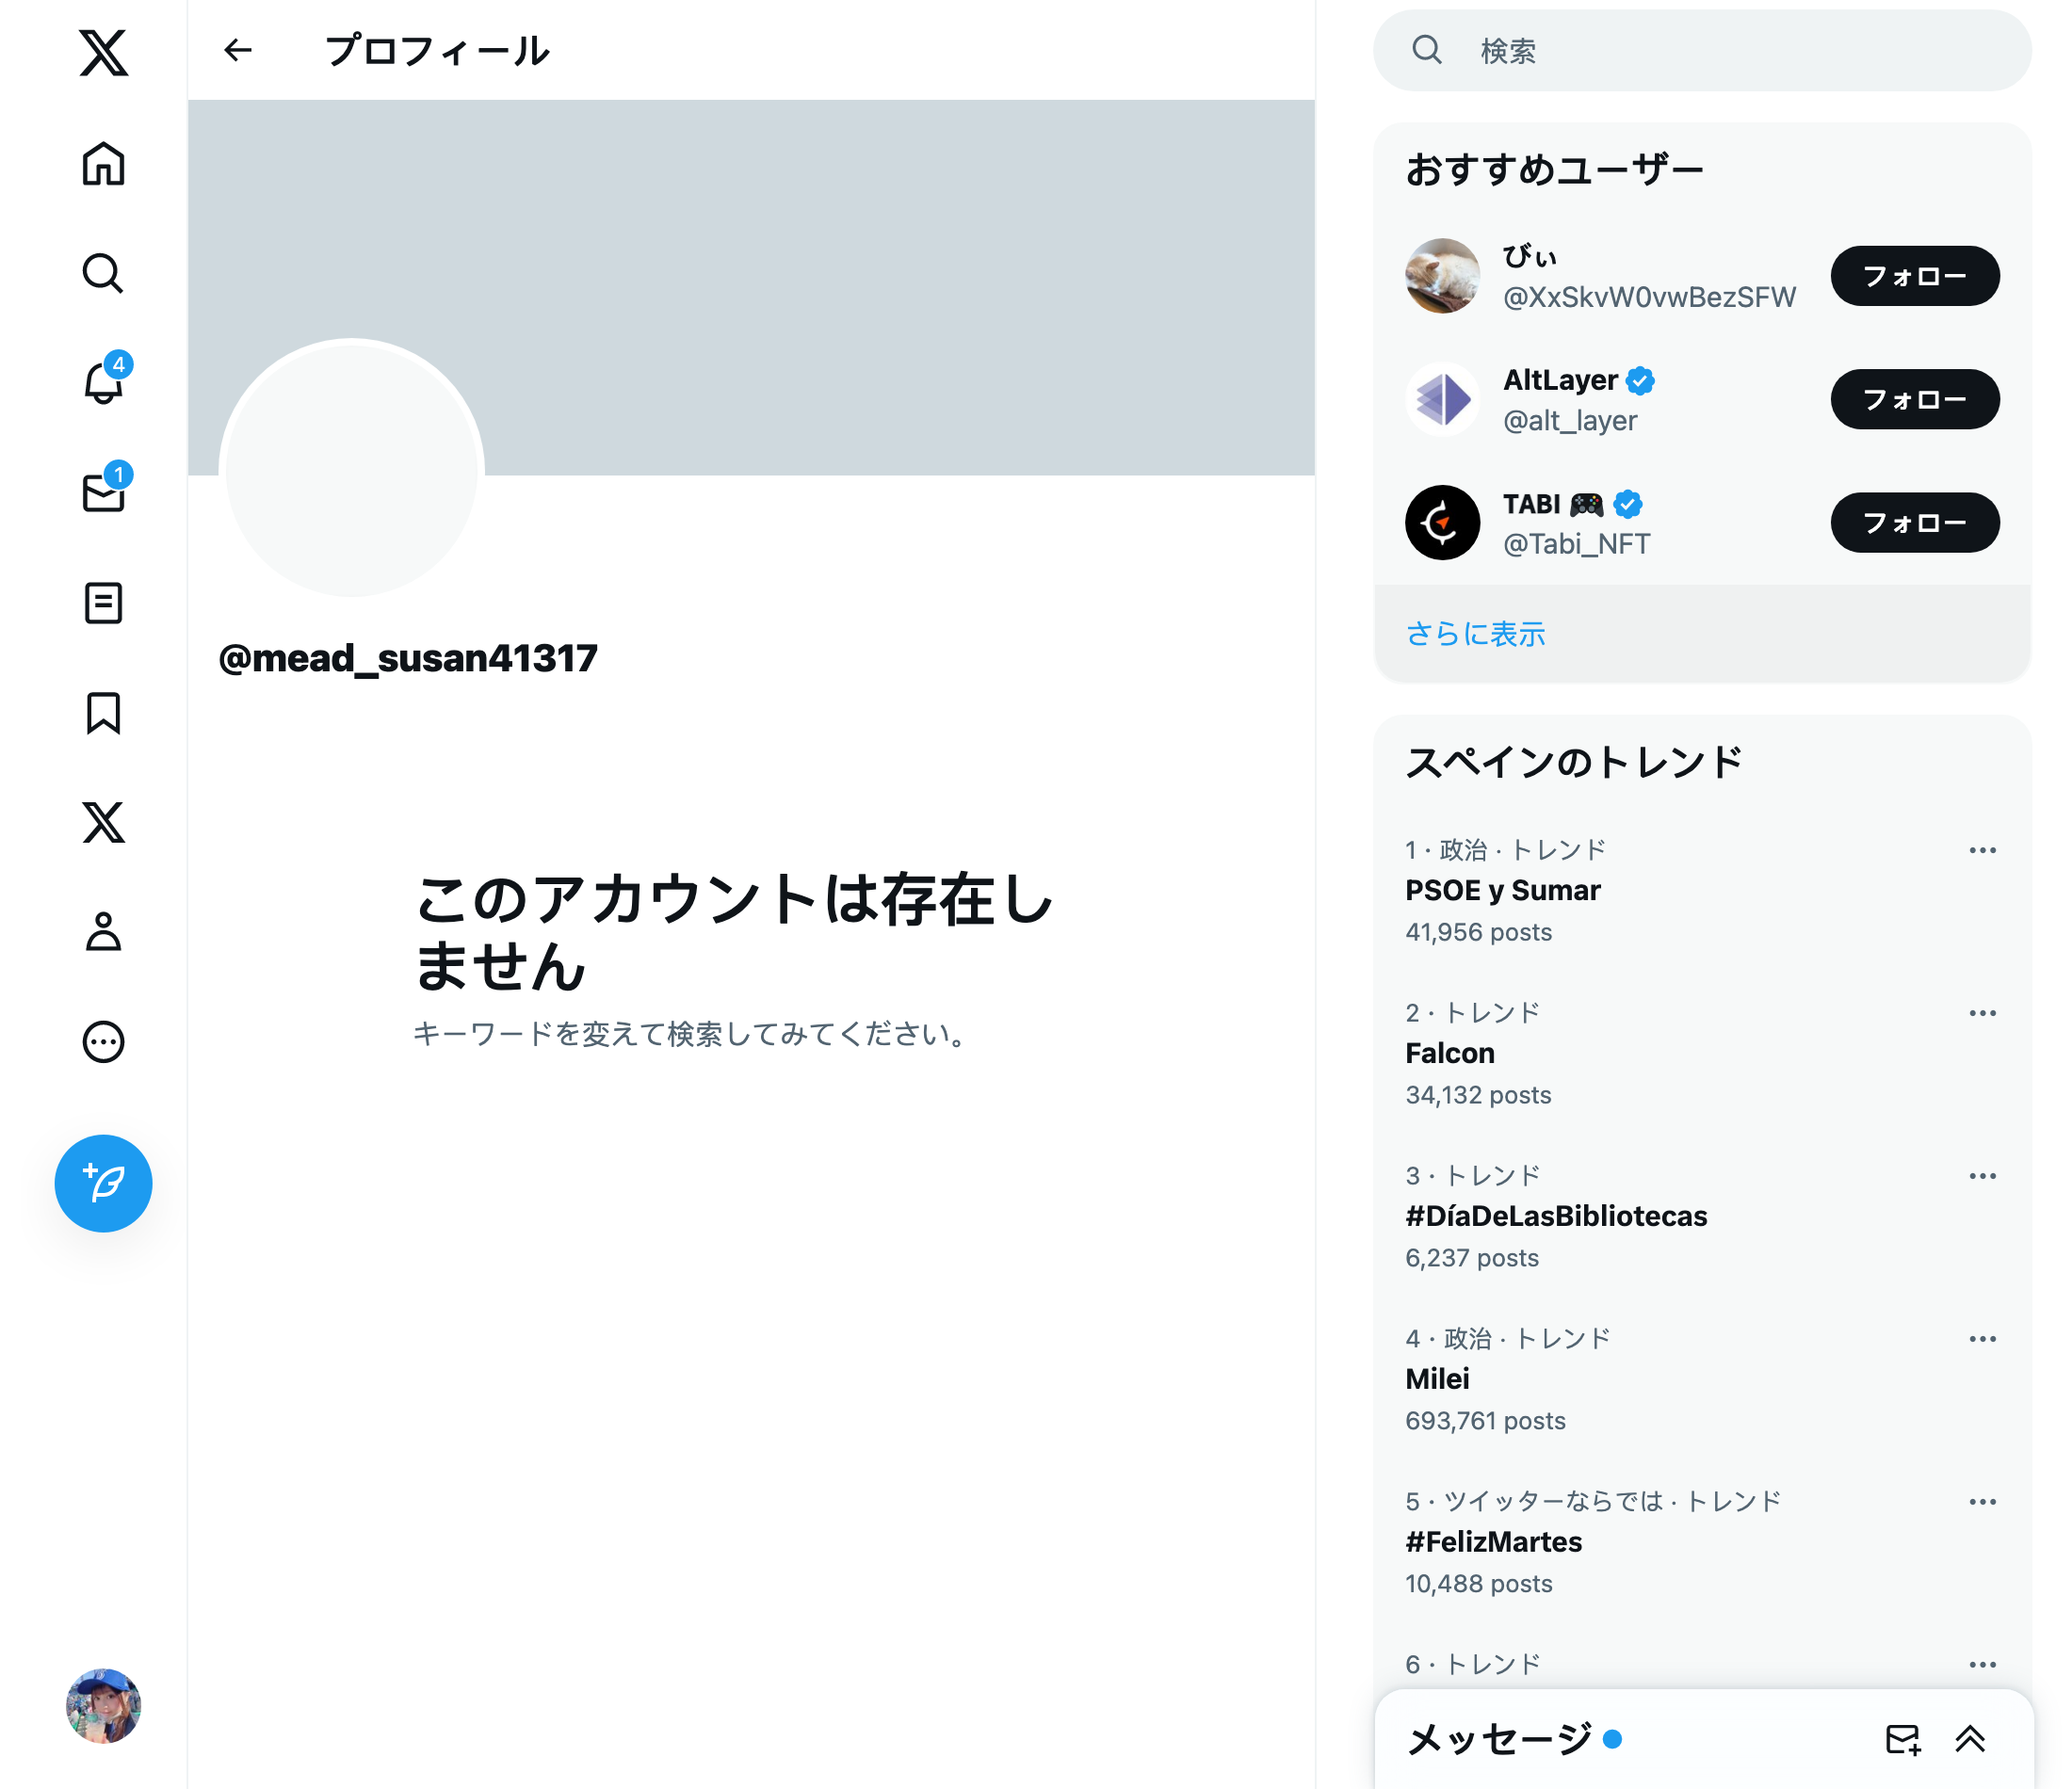 プロフィール
4
1
@mead_susan41317
このアカウントは存在し
ません
キーワードを変えて検索してみてください。
検索
おすすめユーザー
びぃ
@XxSkvW0vwBezSFW
フォロー
AltLayer
@alt_layer
フォロー
TABI
@Tabi_NFT
フォロー
さらに表示
スペインのトレンド
1 · 政治 · トレンド
PSOE y Sumar
41,956 posts
2 · トレンド
Falcon
34,132 posts
3 · トレンド
#DíaDeLasBibliotecas
6,237 posts
4 · 政治 · トレンド
Milei
693,761 posts
5 · ツイッターならでは · トレンド
#FelizMartes
10,488 posts
6 · トレンド
メッセージ